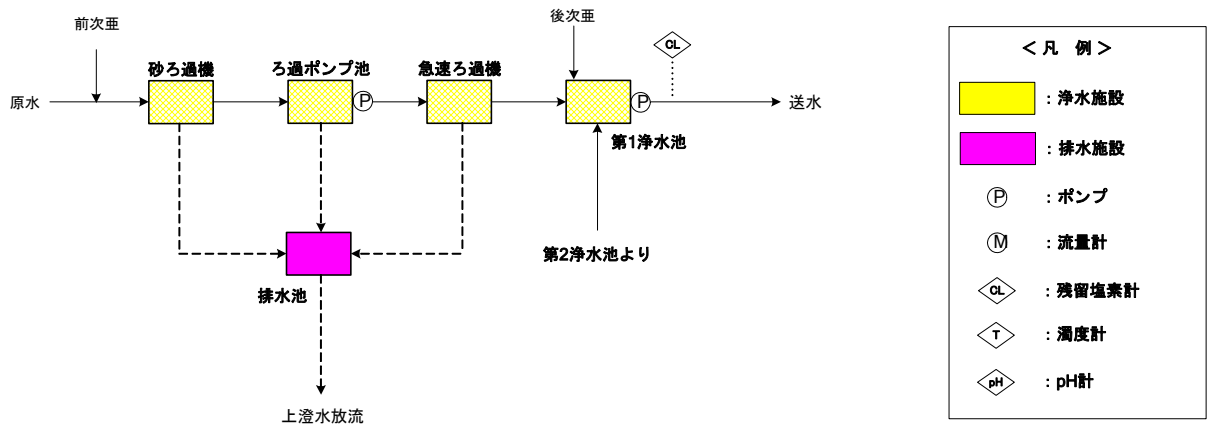 前次亜
後次亜
CL
砂ろ過機
ろ過ポンプ池
急速ろ過機
原水
P
P
送水
第1浄水池
第2浄水池より
排水池
上澄水放流
＜ 凡 例 ＞
：浄水施設
：排水施設
P ：ポンプ
M ：流量計
CL ：残留塩素計
T ：濁度計
pH ：pH計